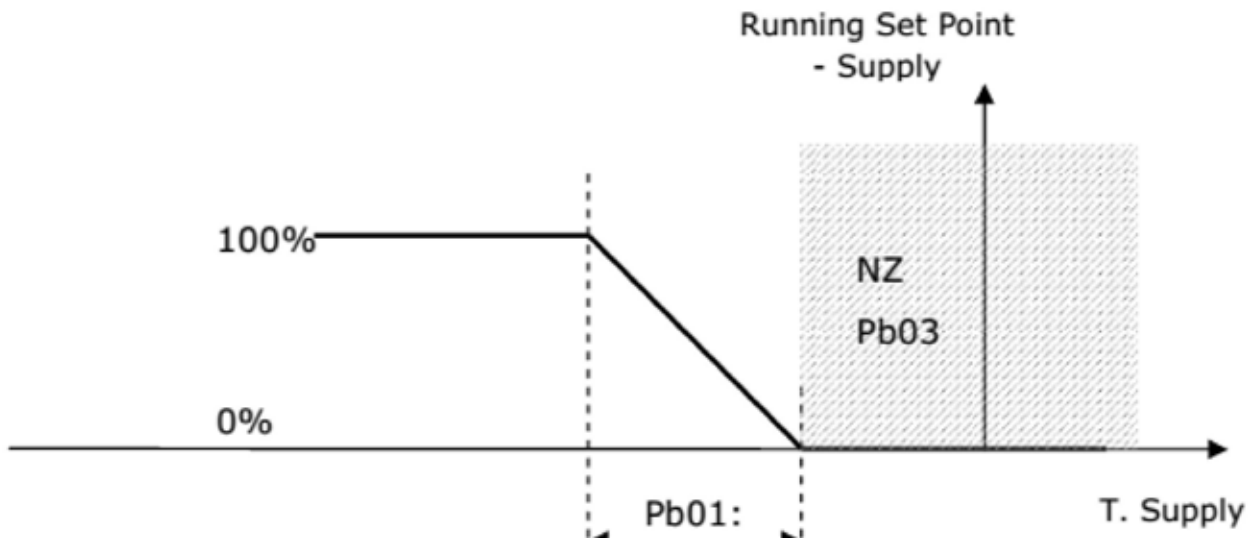 Running Set Point
- Supply
100%
NZ
Pb03
0%
Pb01:
T. Supply